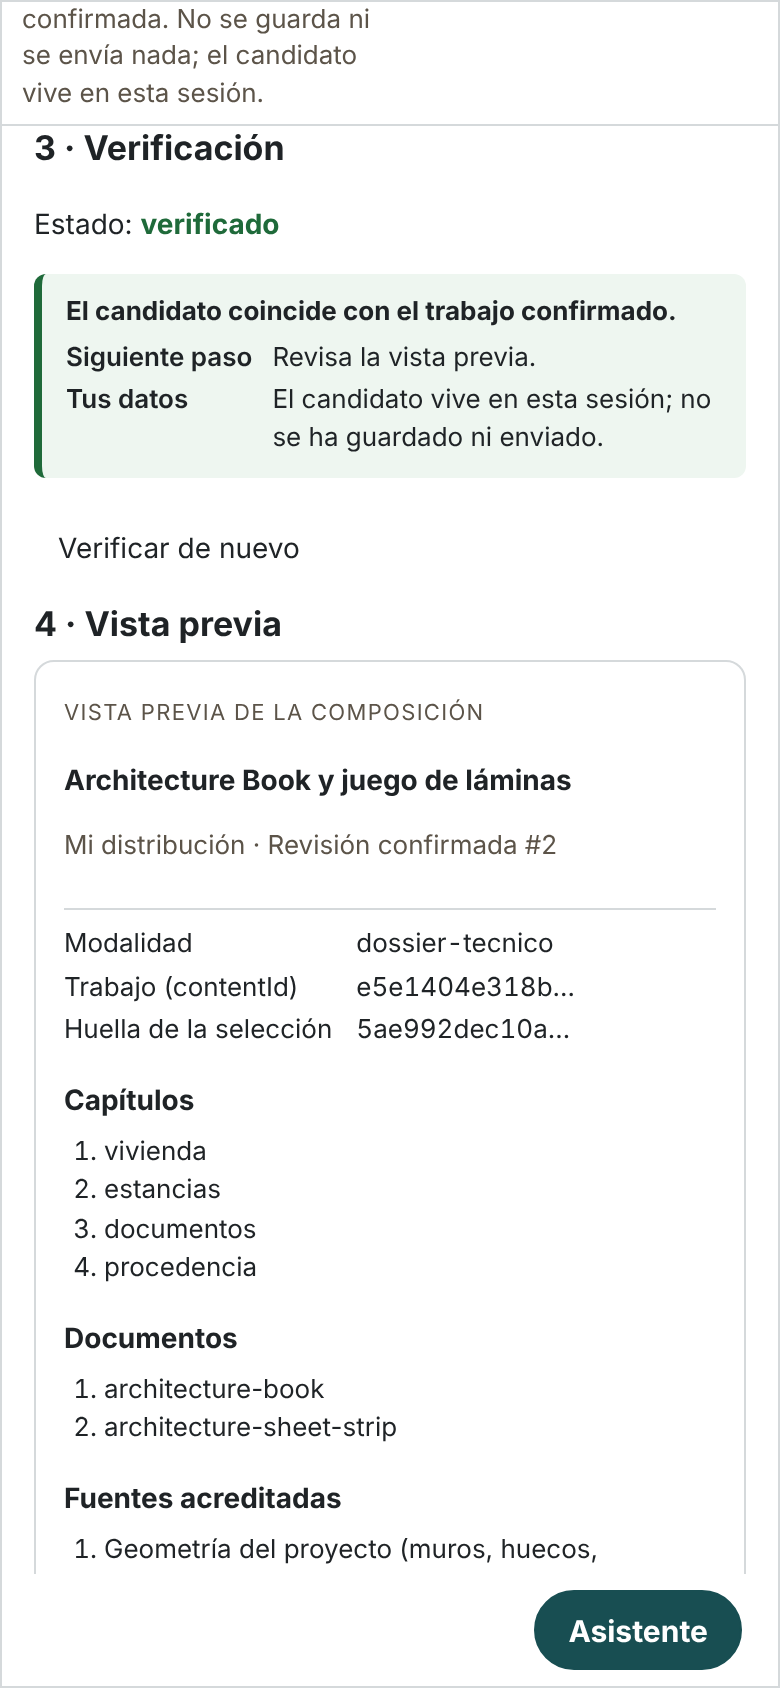 confirmada. No se guarda ni
se envía nada; el candidato
vive en esta sesión.
3 · Verificación
Estado: verificado
El candidato coincide con el trabajo confirmado.
Siguiente paso Revisa la vista previa.
Tus datos El candidato vive en esta sesión; no
se ha guardado ni enviado.
Verificar de nuevo
4 · Vista previa
VISTA PREVIA DE LA COMPOSICIÓN
Architecture Book y juego de láminas
Mi distribución · Revisión confirmada #2
Modalidad dossier-tecnico
Trabajo (contentId) e5e1404e318b...
Huella de la selección 5ae992dec10a...
Capítulos
1. vivienda
2. estancias
3. documentos
4. procedencia
Documentos
1. architecture-book
2. architecture-sheet-strip
Fuentes acreditadas
1. Geometría del proyecto (muros, huecos,
Asistente